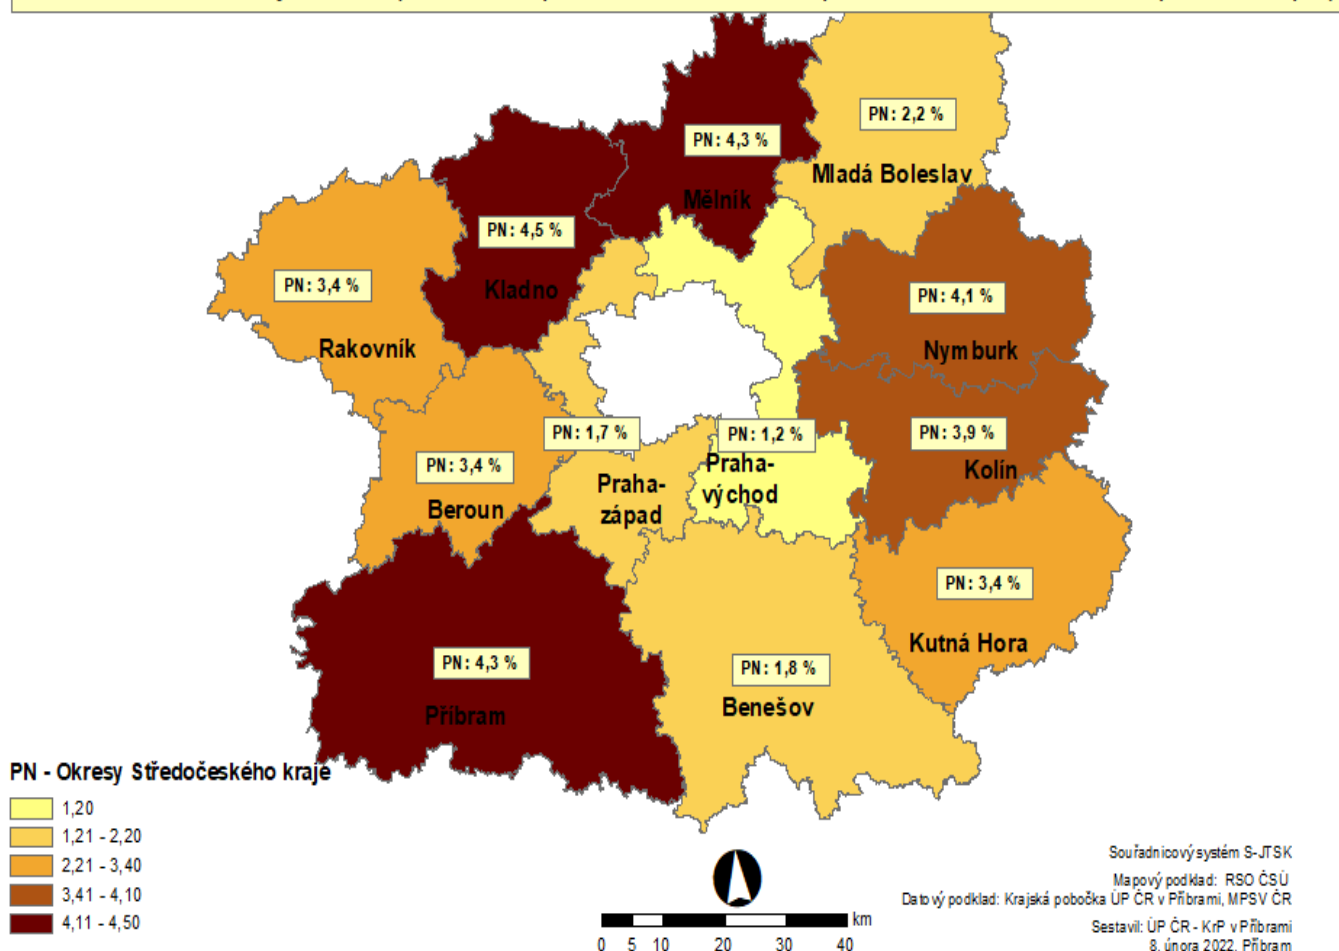 PN: 2,2 %
Mladá Boleslav
PN: 4,3 %
Mělník
PN: 4,5 %
Kladno
PN: 3,4 %
Rakovník
PN: 4,1 %
Nymburk
PN: 3,9 %
Kolín
PN: 1,7 %
PN: 1,2 %
Praha-
východ
Praha-
západ
PN: 3,4 %
Beroun
PN: 3,4 %
Kutná Hora
PN: 4,3 %
Příbram
PN: 1,8 %
Benešov
PN - Okresy Středočeského kraje
1,20
1,21 - 2,20
2,21 - 3,40
3,41 - 4,10
4,11 - 4,50
km
0 5 10 20 30 40
Souřadnicový systém S-JTSK
Mapový podklad: RSO ČSÚ
Datový podklad: Krajská pobočka ÚP ČR v Příbrami, MPSV ČR
Sestavil: ÚP ČR - KrP v Příbrami
8. února 2022, Příbram